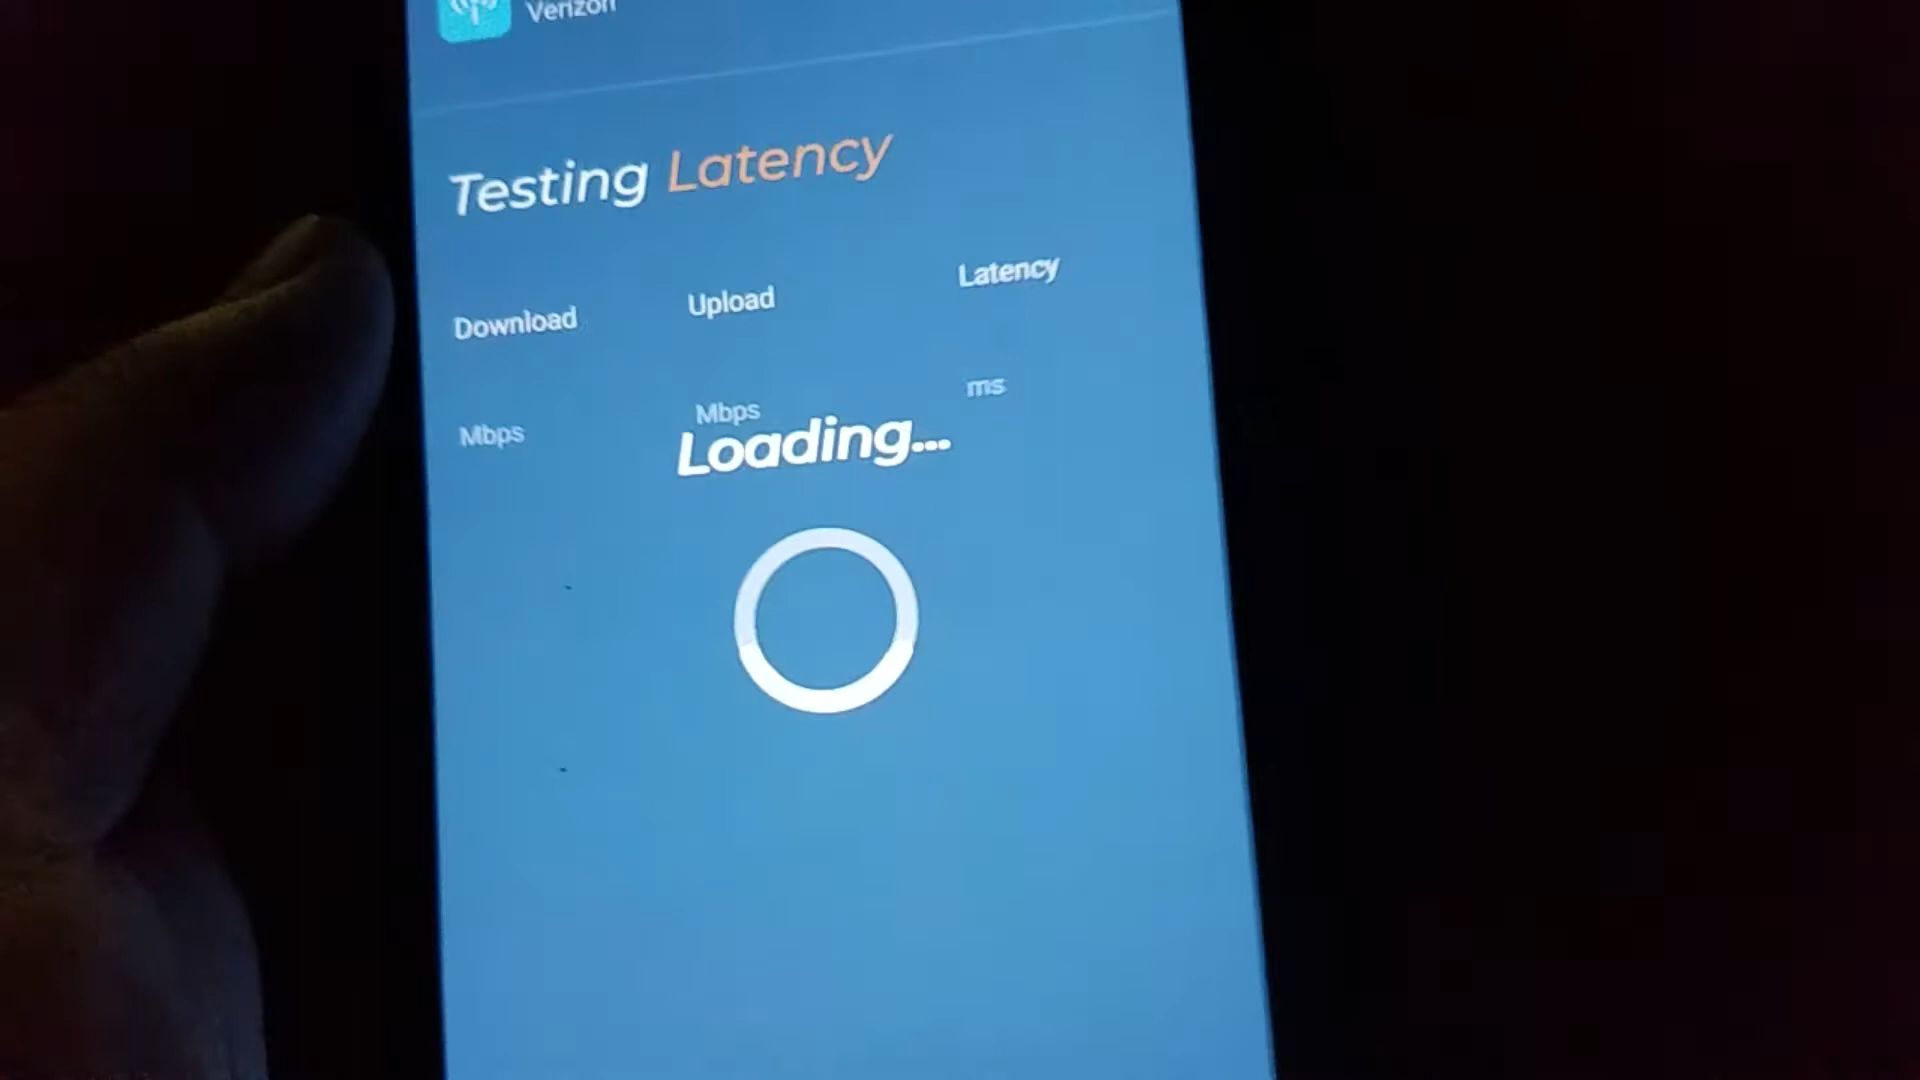 Verizon
Testing Latency
Download Upload Latency
Mbps Mbps ms
Loading...